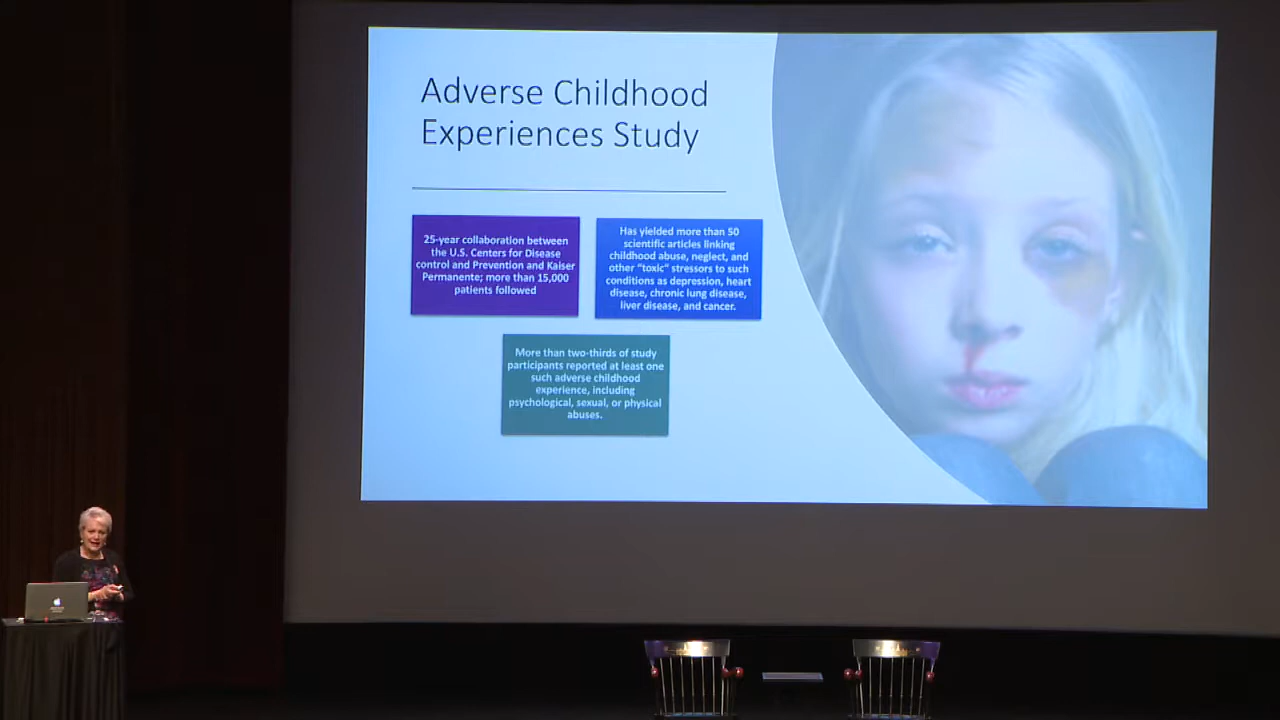 Adverse Childhood
Experiences Study
25-year collaboration between
the U.S. Centers for Disease
control and Prevention and Kaiser
Permanente; more than 15,000
patients followed
Has yielded more than 50
scientific articles linking
childhood abuse, neglect, and
other "toxic" stressors to such
conditions as depression, heart
disease, chronic lung disease,
liver disease, and cancer.
More than two-thirds of study
participants reported at least one
such adverse childhood
experience, including
psychological, sexual, or physical
abuses.